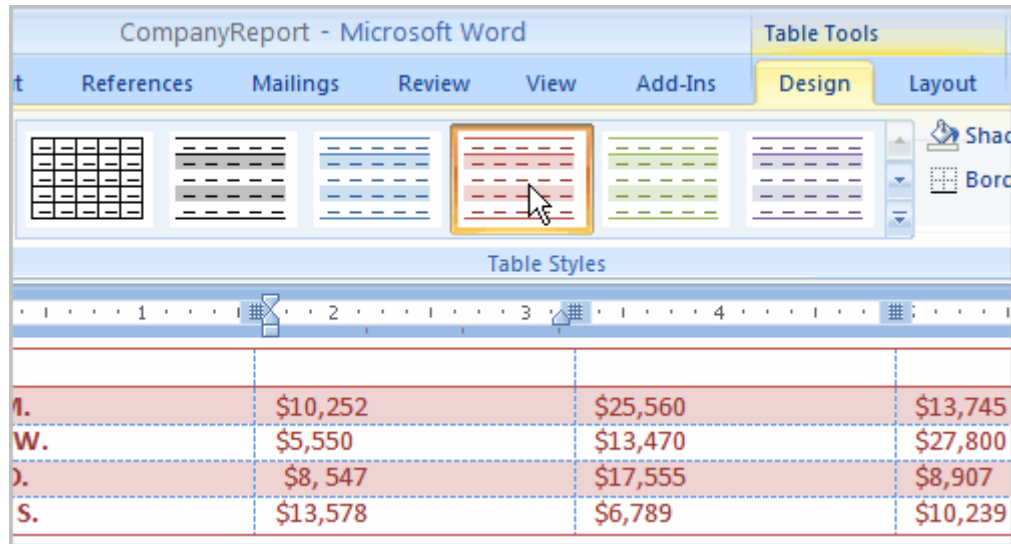 CompanyReport - Microsoft Word Table Tools
t References Mailings Review View Add-Ins Design Layout
Shad
Bord
Table Styles
1 2 3 4
M. $10,252 $25,560 $13,745
W. $5,550 $13,470 $27,800
$8, 547 $17,555 $8,907
S. $13,578 $6,789 $10,239